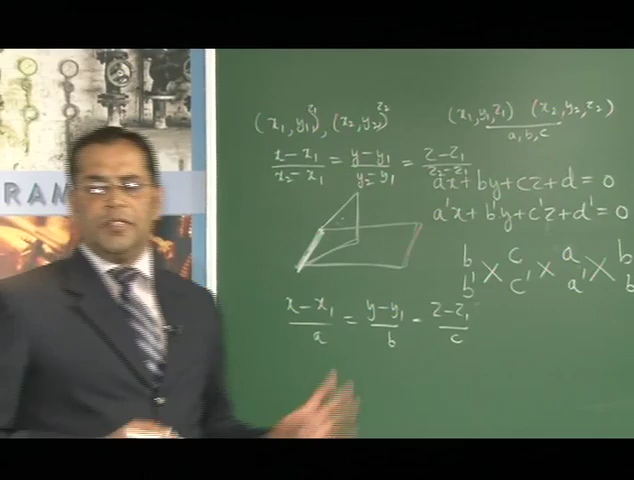 (x₁, y₁, z₁), (x₂, y₂, z₂)
(x₁, y₁, z₁) (x₂, y₂, z₂)
a, b, c
x-x₁/x₂-x₁ = y-y₁/y₂-y₁ = z-z₁/z₂-z₁
ax+by+cz+d=0
a'x+b'y+c'z+d'=0
b c a b
b' c' a' b
x-x₁/a = y-y₁/b = z-z₁/c
RAM